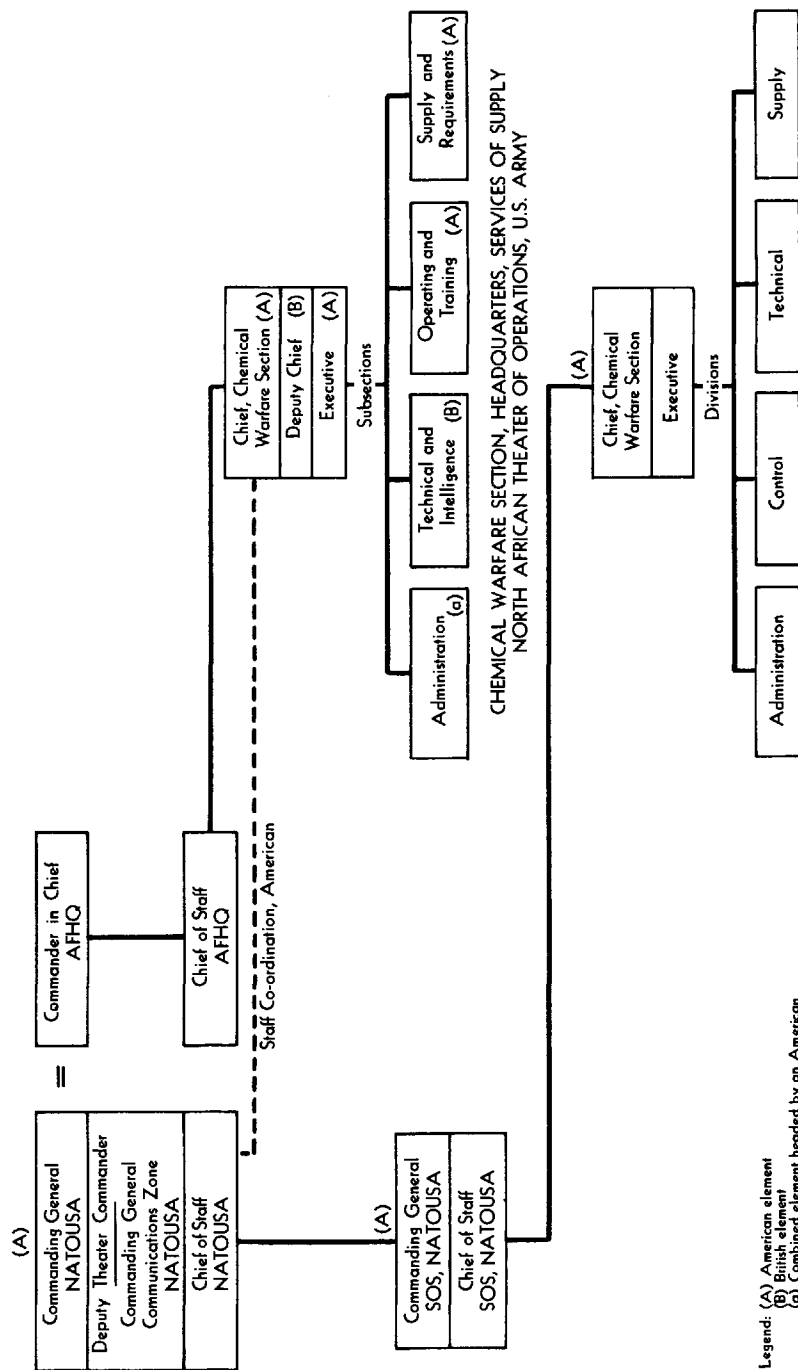 (A)
Commanding General
NATOUSA
Deputy Theater Commander
Commanding General
Communications Zone
NATOUSA
Chief of Staff
NATOUSA
=
Commander in Chief
AFHQ
Chief of Staff
AFHQ
Staff Co-ordination, American
Chief, Chemical
Warfare Section (A)
Deputy Chief (B)
Executive (A)
Subsections
Administration
(a)
Technical and
Intelligence (B)
Operating and
Training (A)
Supply and
Requirements (A)
CHEMICAL WARFARE SECTION, HEADQUARTERS, SERVICES OF SUPPLY
NORTH AFRICAN THEATER OF OPERATIONS, U.S. ARMY
(A)
Commanding General
SOS, NATOUSA
Chief of Staff
SOS, NATOUSA
(A)
Chief, Chemical
Warfare Section
Executive
Divisions
Administration
Control
Technical
Supply
Legend: (A) American element
(B) British element
(a) Combined element headed by an American